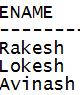 ENAME
--------
Rakesh
Lokesh
Avinash